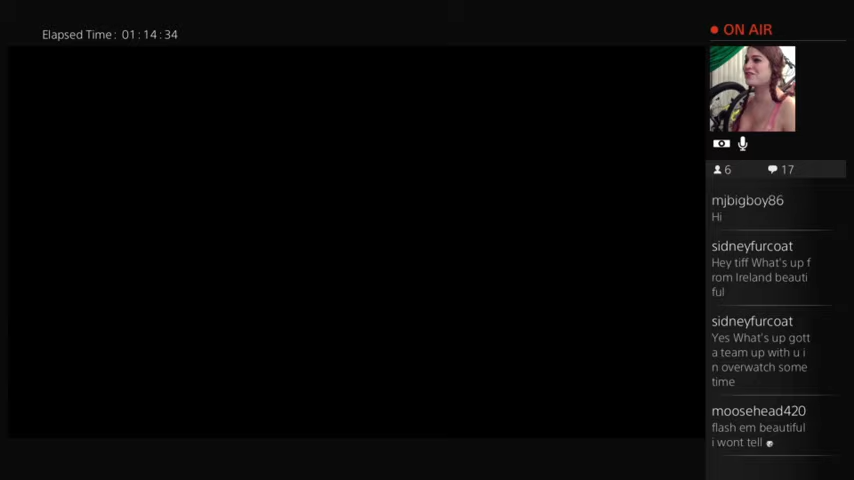 Elapsed Time: 01:14:34
ON AIR
6 17
mjbigboy86
Hi
sidneyfurcoat
Hey tiff What's up f
rom Ireland beauti
ful
sidneyfurcoat
Yes What's up gott
a team up with u i
n overwatch some
time
moosehead420
flash em beautiful
i wont tell